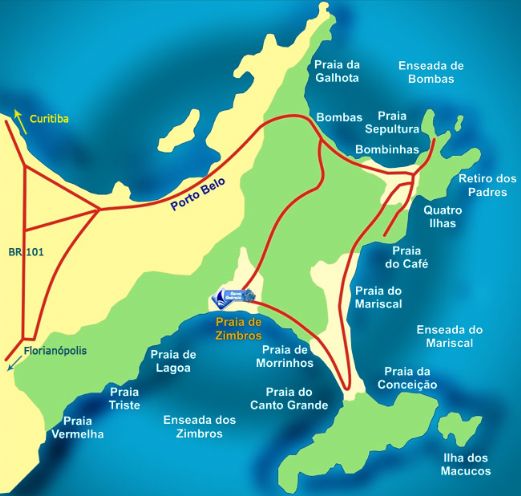 Praia da
Galhota
Enseada de
Bombas
Curitiba
Bombas
Praia
Sepultura
Bombinhas
Retiro dos
Padres
Porto Belo
Quatro
Ilhas
BR 101
Praia
do Café
Praia do
Mariscal
Praia de
Zimbros
Enseada do
Mariscal
Florianópolis
Praia de
Lagoa
Praia de
Morrinhos
Praia da
Conceição
Praia
Triste
Praia do
Canto Grande
Praia
Vermelha
Enseada dos
Zimbros
Ilha dos
Macucos